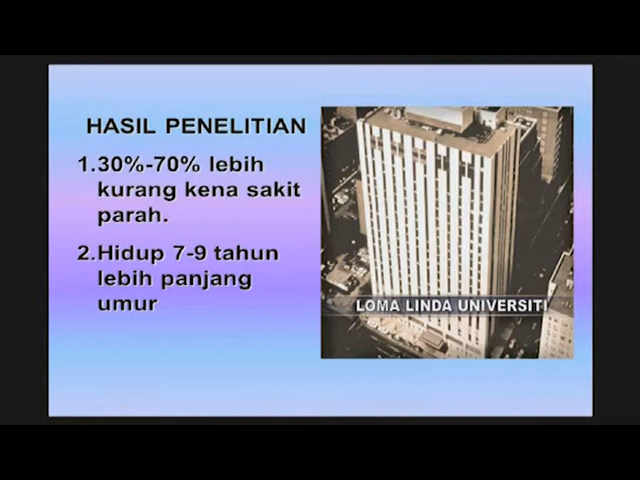 HASIL PENELITIAN
1.30%-70% lebih
kurang kena sakit
parah.
2.Hidup 7-9 tahun
lebih panjang
umur
LOMA LINDA UNIVERSITI